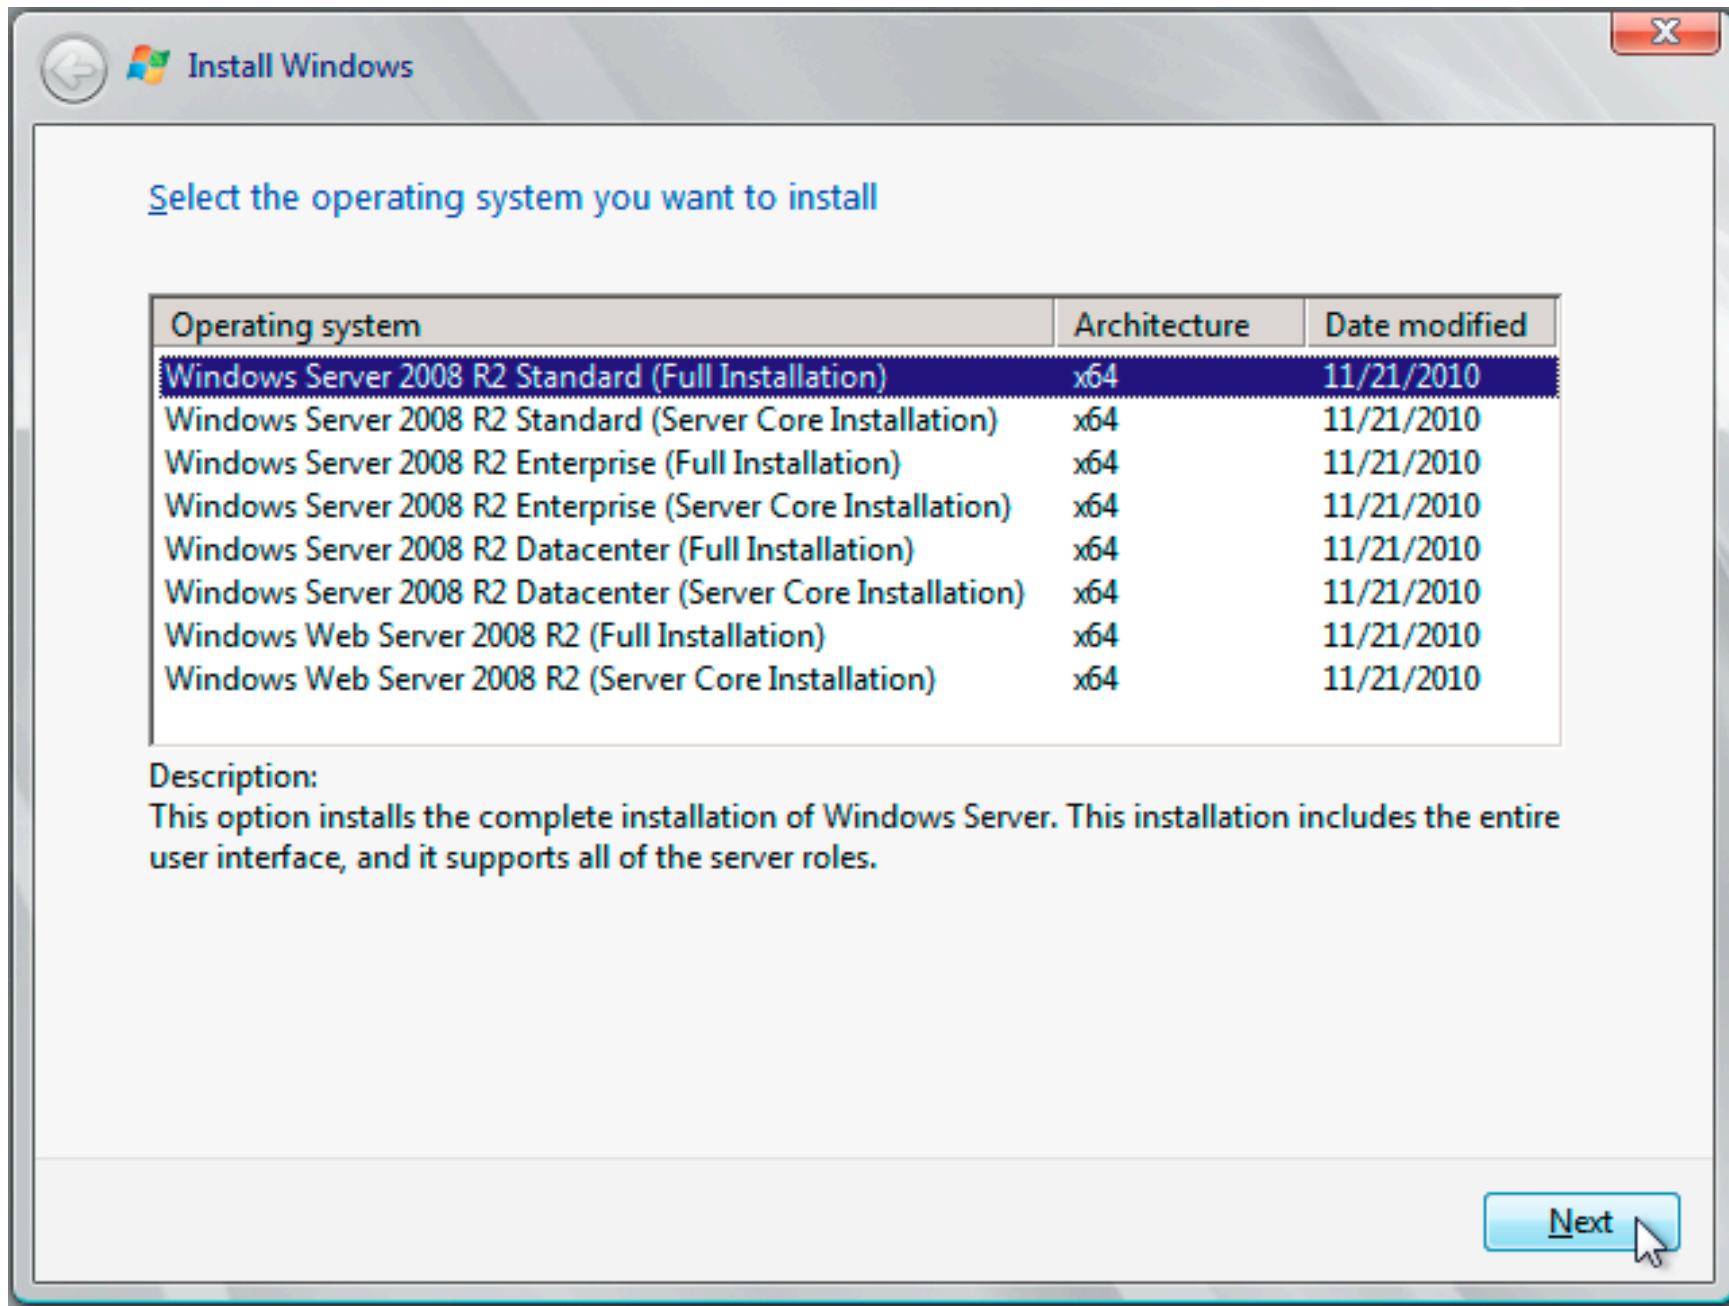 Install Windows
Select the operating system you want to install
Operating system Architecture Date modified
Windows Server 2008 R2 Standard (Full Installation) x64 11/21/2010
Windows Server 2008 R2 Standard (Server Core Installation) x64 11/21/2010
Windows Server 2008 R2 Enterprise (Full Installation) x64 11/21/2010
Windows Server 2008 R2 Enterprise (Server Core Installation) x64 11/21/2010
Windows Server 2008 R2 Datacenter (Full Installation) x64 11/21/2010
Windows Server 2008 R2 Datacenter (Server Core Installation) x64 11/21/2010
Windows Web Server 2008 R2 (Full Installation) x64 11/21/2010
Windows Web Server 2008 R2 (Server Core Installation) x64 11/21/2010
Description:
This option installs the complete installation of Windows Server. This installation includes the entire
user interface, and it supports all of the server roles.
Next